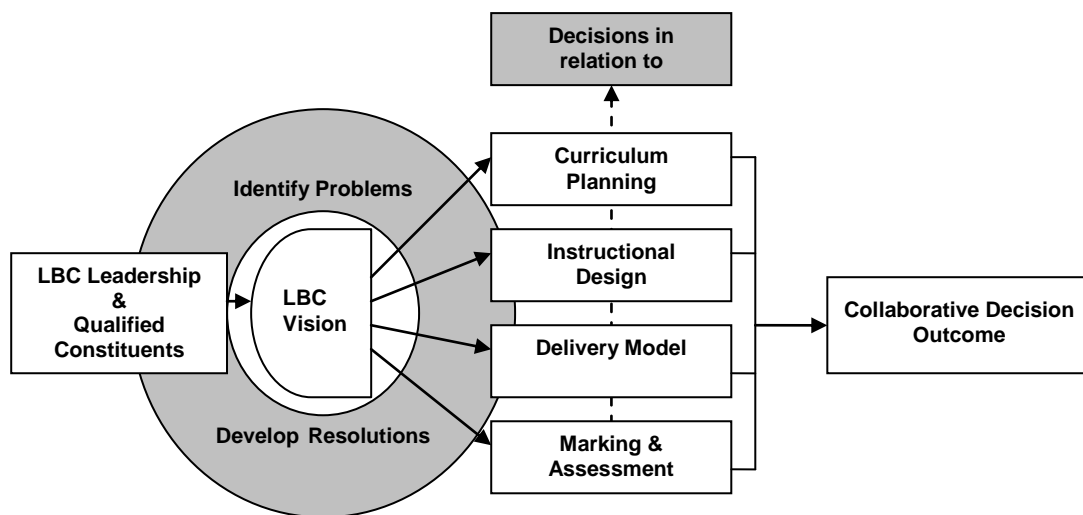 Decisions in
relation to
Identify Problems
LBC Leadership
&
Qualified
Constituents
LBC
Vision
Develop Resolutions
Curriculum
Planning
Instructional
Design
Delivery Model
Marking &
Assessment
Collaborative Decision
Outcome